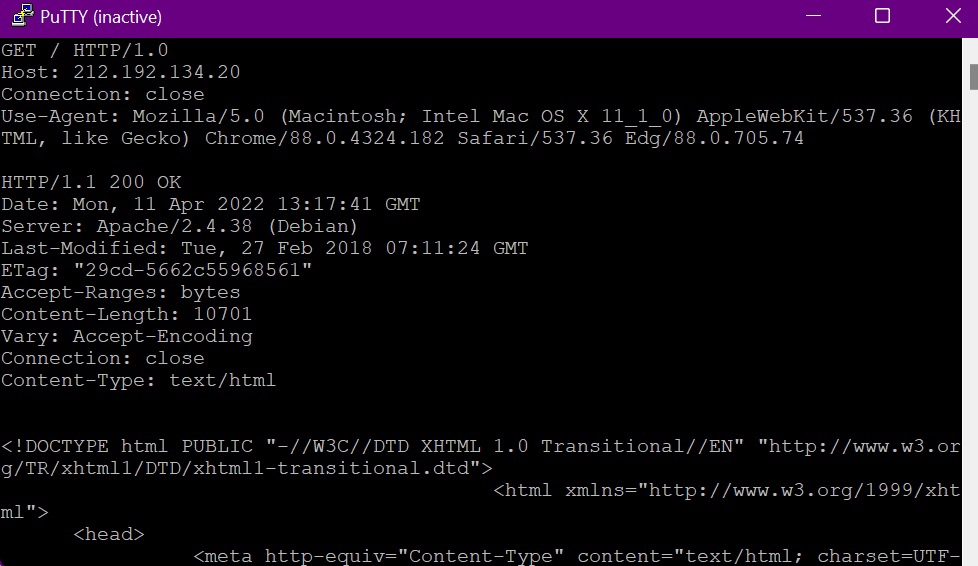 PuTTY (inactive)
GET / HTTP/1.0
Host: 212.192.134.20
Connection: close
Use-Agent: Mozilla/5.0 (Macintosh; Intel Mac OS X 11_1_0) AppleWebKit/537.36 (KH
TML, like Gecko) Chrome/88.0.4324.182 Safari/537.36 Edg/88.0.705.74
HTTP/1.1 200 OK
Date: Mon, 11 Apr 2022 13:17:41 GMT
Server: Apache/2.4.38 (Debian)
Last-Modified: Tue, 27 Feb 2018 07:11:24 GMT
ETag: "29cd-5662c55968561"
Accept-Ranges: bytes
Content-Length: 10701
Vary: Accept-Encoding
Connection: close
Content-Type: text/html
<!DOCTYPE html PUBLIC "-//W3C//DTD XHTML 1.0 Transitional//EN" "http://www.w3.or
g/TR/xhtml1/DTD/xhtml1-transitional.dtd">
<html xmlns="http://www.w3.org/1999/xht
ml">
<head>
<meta http-equiv="Content-Type" content="text/html; charset=UTF-